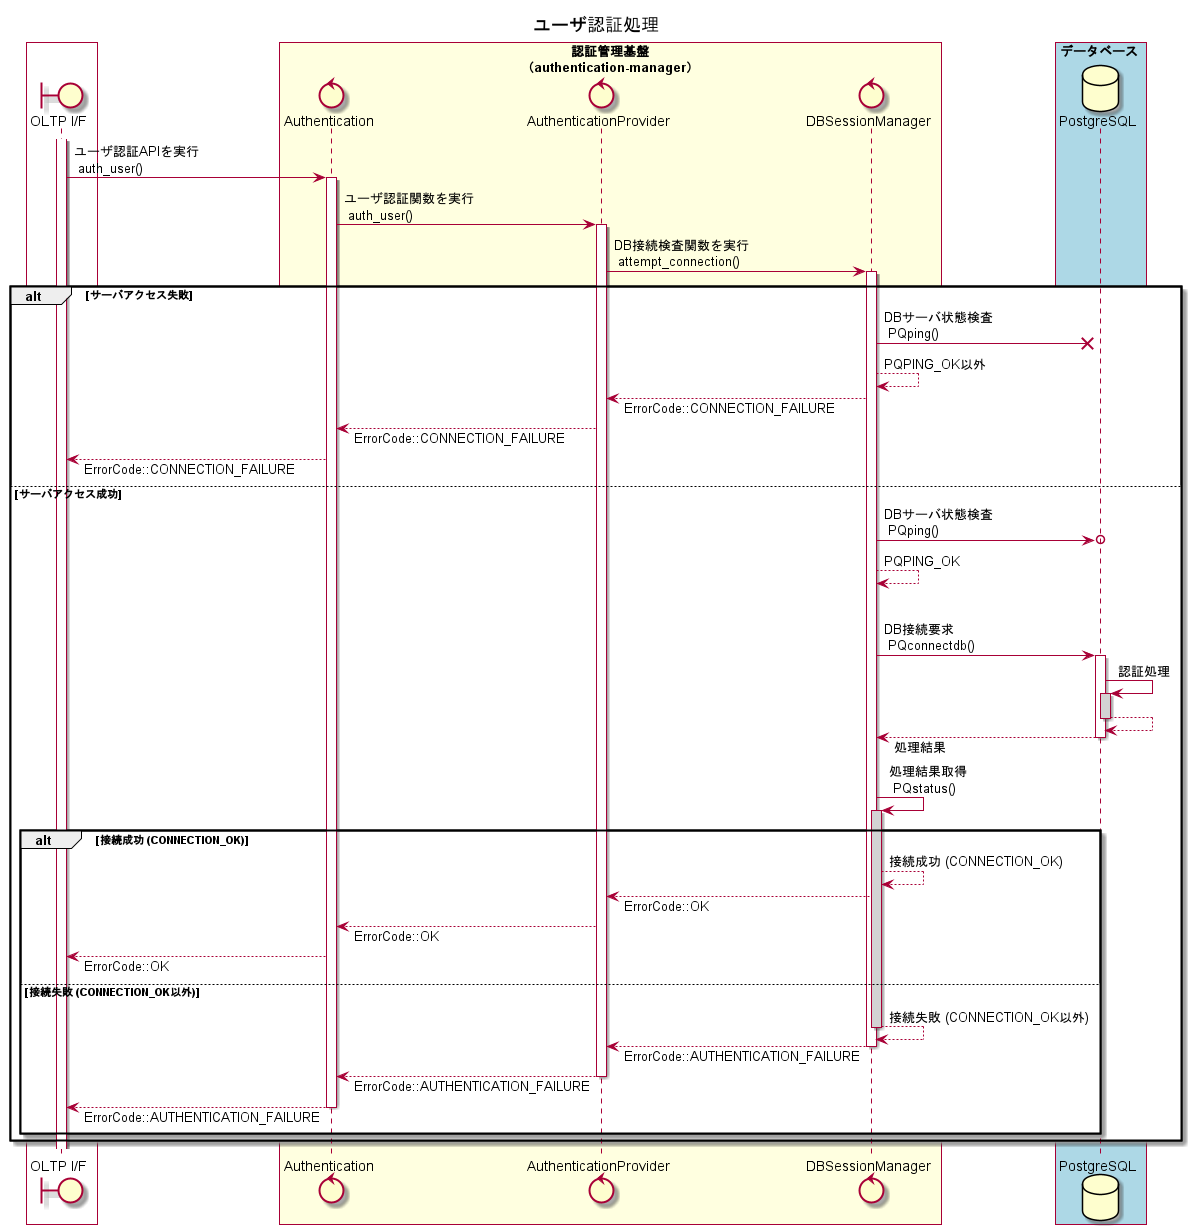 ユーザ認証処理
認証管理基盤
(authentication-manager)
データベース
OLTP I/F
Authentication
AuthenticationProvider
DBSessionManager
PostgreSQL
ユーザ認証APIを実行
auth_user()
ユーザ認証関数を実行
auth_user()
DB接続検査関数を実行
attempt_connection()
alt
[サーバアクセス失敗]
DBサーバ状態検査
PQping()
PQPING_OK以外
ErrorCode::CONNECTION_FAILURE
ErrorCode::CONNECTION_FAILURE
ErrorCode::CONNECTION_FAILURE
[サーバアクセス成功]
DBサーバ状態検査
PQping()
PQPING_OK
DB接続要求
PQconnectdb()
認証処理
処理結果
処理結果取得
PQstatus()
alt
[接続成功 (CONNECTION_OK)]
接続成功 (CONNECTION_OK)
ErrorCode::OK
ErrorCode::OK
ErrorCode::OK
[接続失敗 (CONNECTION_OK以外)]
接続失敗 (CONNECTION_OK以外)
ErrorCode::AUTHENTICATION_FAILURE
ErrorCode::AUTHENTICATION_FAILURE
ErrorCode::AUTHENTICATION_FAILURE
OLTP I/F
Authentication
AuthenticationProvider
DBSessionManager
PostgreSQL